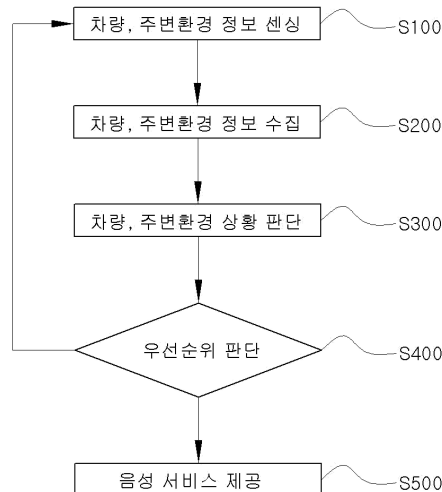 차량, 주변환경 정보 센싱 S100
차량, 주변환경 정보 수집 S200
차량, 주변환경 상황 판단 S300
우선순위 판단 S400
음성 서비스 제공 S500